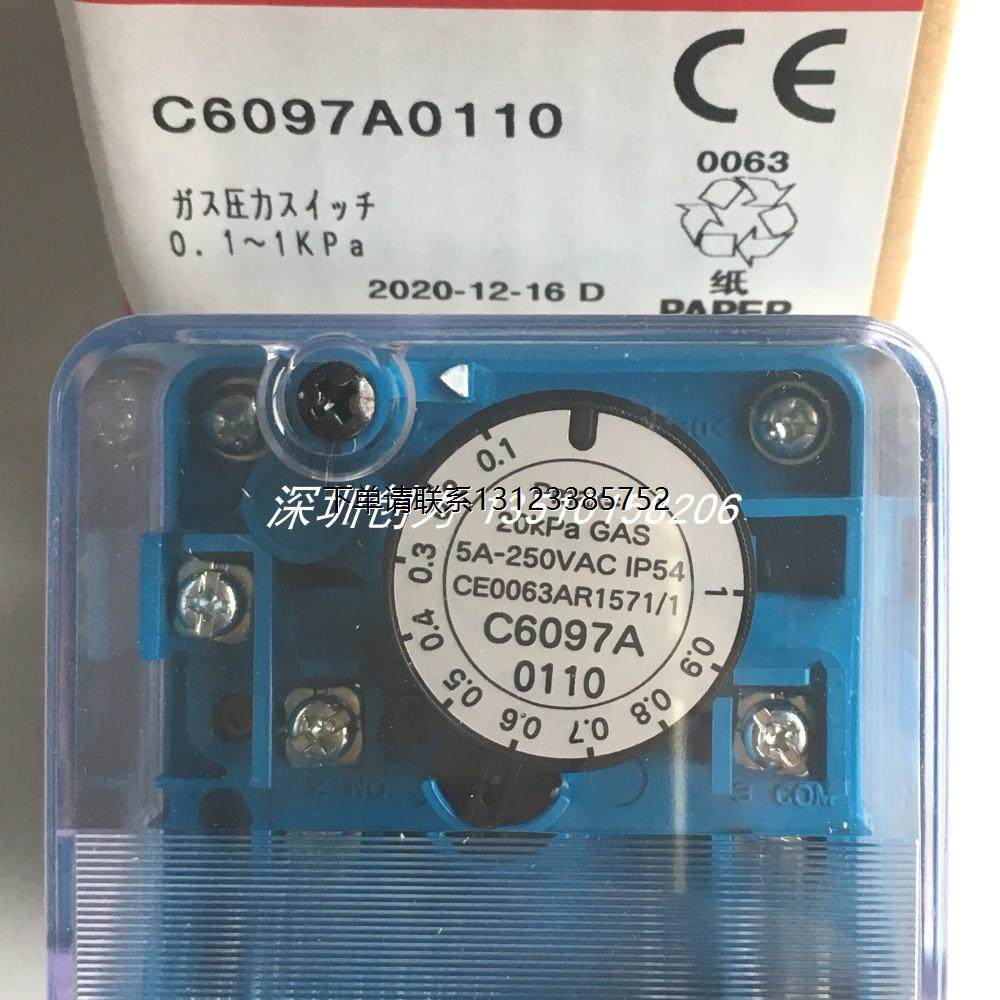 C6097A0110
CE
0063
ガス圧力スイッチ
0.1~1KPa
2020-12-16 D
纸
PAPER
下单请联系13123385752
0.1
0.3
0.4
0.5
0.6
0.7
0.8
0.9
1
20kPa GAS
5A-250VAC IP54
CE0063AR1571/1
C6097A
0110
2 NO
3 COM